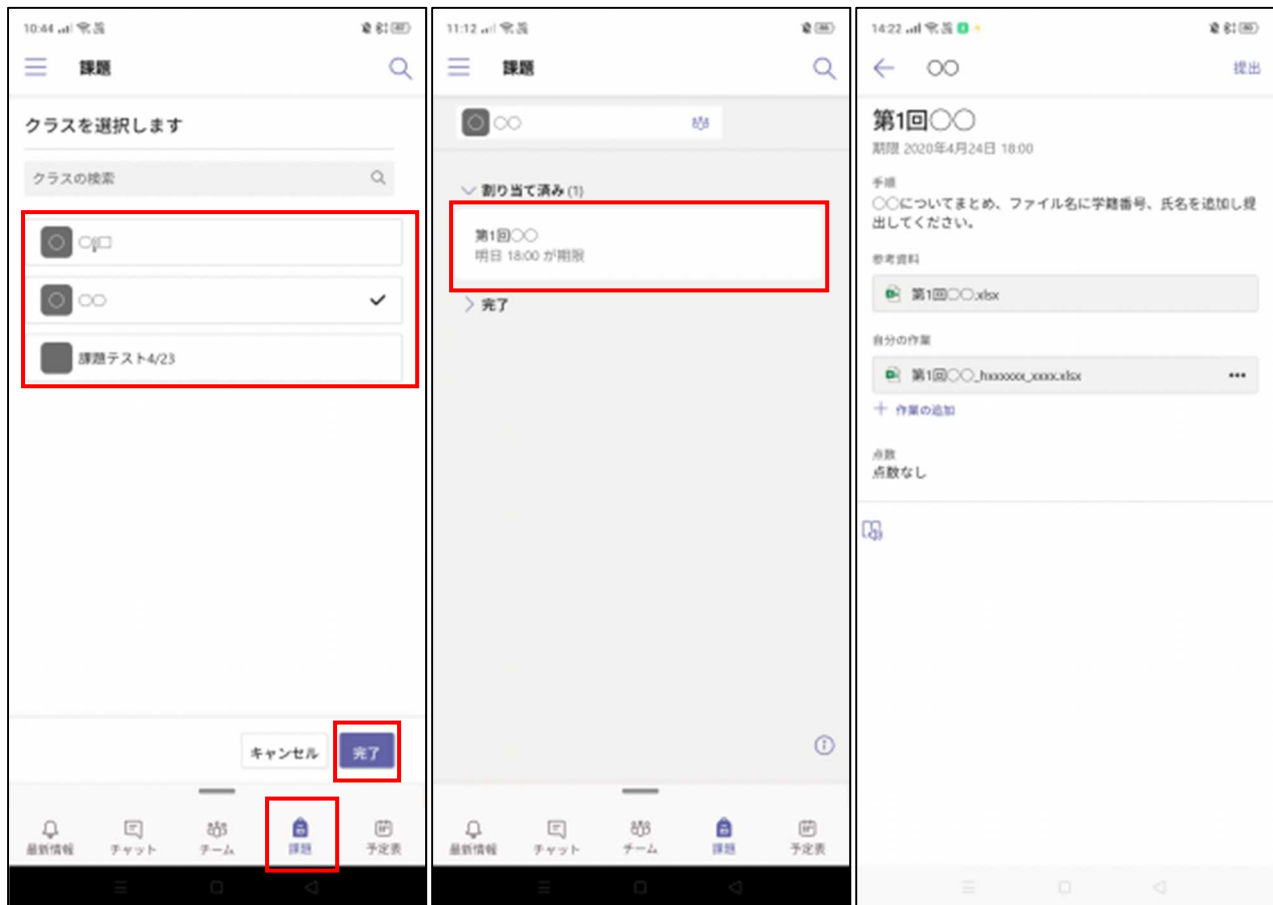 10:44
課題
クラスを選択します
クラスの検索
○○
課題テスト4/23
キャンセル
完了
最新情報
チャット
チーム
課題
予定表
11:12
課題
○○
割り当て済み (1)
第1回○○
明日 18:00 が期限
完了
最新情報
チャット
チーム
課題
予定表
14:22
○○
提出
第1回○○
期限 2020年4月24日 18:00
手順
○○についてまとめ、ファイル名に学籍番号、氏名を追加し提
出してください。
参考資料
第1回○○.xlsx
自分の作業
第1回○○_hxxxxxx_xxxx.xlsx
作業の追加
点数
点数なし